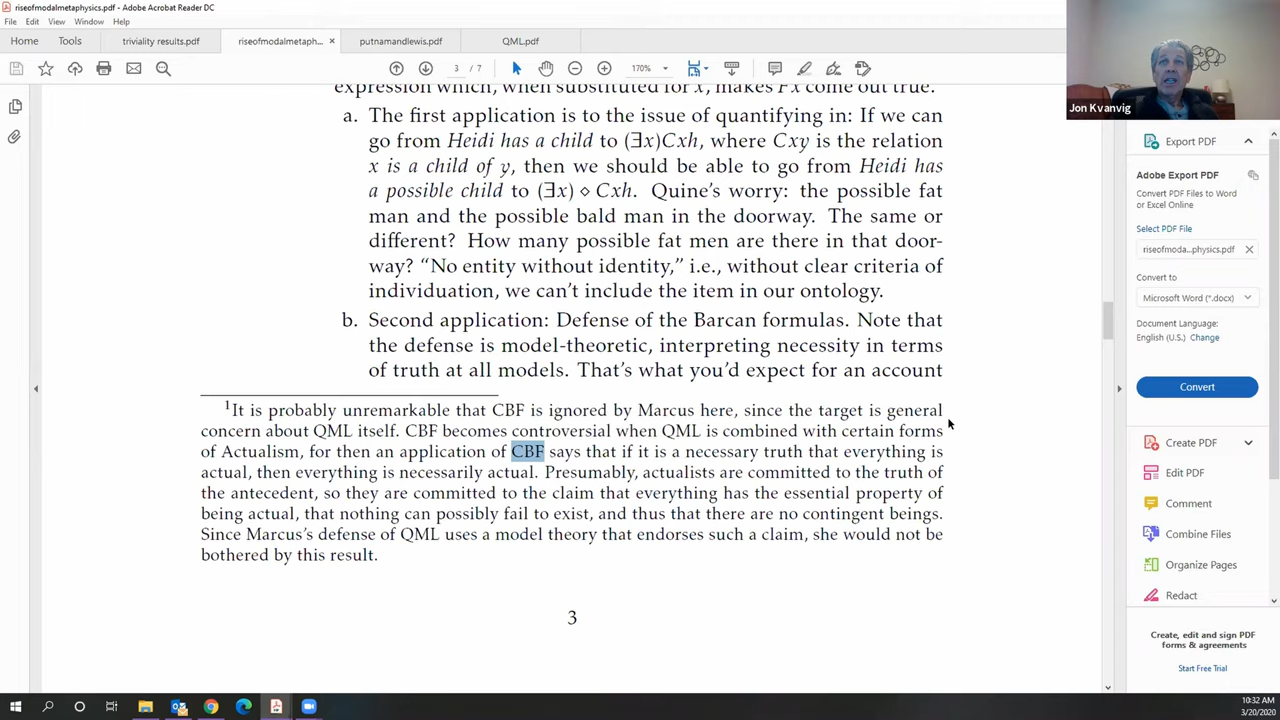 riseofmodalmetaphysics.pdf - Adobe Acrobat Reader DC
File Edit View Window Help
Home Tools triviality results.pdf riseofmodalmetaph... × putnamandlewis.pdf QML.pdf
3 / 7 170%
expression which, when substituted for x, makes Fx come out true.
a. The first application is to the issue of quantifying in: If we can
go from Heidi has a child to (∃x)Cxh, where Cxy is the relation
x is a child of y, then we should be able to go from Heidi has
a possible child to (∃x) ⋄ Cxh. Quine's worry: the possible fat
man and the possible bald man in the doorway. The same or
different? How many possible fat men are there in that door-
way? “No entity without identity,” i.e., without clear criteria of
individuation, we can't include the item in our ontology.
b. Second application: Defense of the Barcan formulas. Note that
the defense is model-theoretic, interpreting necessity in terms
of truth at all models. That's what you'd expect for an account
1It is probably unremarkable that CBF is ignored by Marcus here, since the target is general
concern about QML itself. CBF becomes controversial when QML is combined with certain forms
of Actualism, for then an application of CBF says that if it is a necessary truth that everything is
actual, then everything is necessarily actual. Presumably, actualists are committed to the truth of
the antecedent, so they are committed to the claim that everything has the essential property of
being actual, that nothing can possibly fail to exist, and thus that there are no contingent beings.
Since Marcus's defense of QML uses a model theory that endorses such a claim, she would not be
bothered by this result.
3
Jon Kvanvig
Export PDF
Adobe Export PDF
Convert PDF Files to Word
or Excel Online
Select PDF File
riseofmoda...physics.pdf
Convert to
Microsoft Word (*.docx)
Document Language:
English (U.S.) Change
Convert
Create PDF
Edit PDF
Comment
Combine Files
Organize Pages
Redact
Create, edit and sign PDF
forms & agreements
Start Free Trial
10:32 AM
3/20/2020